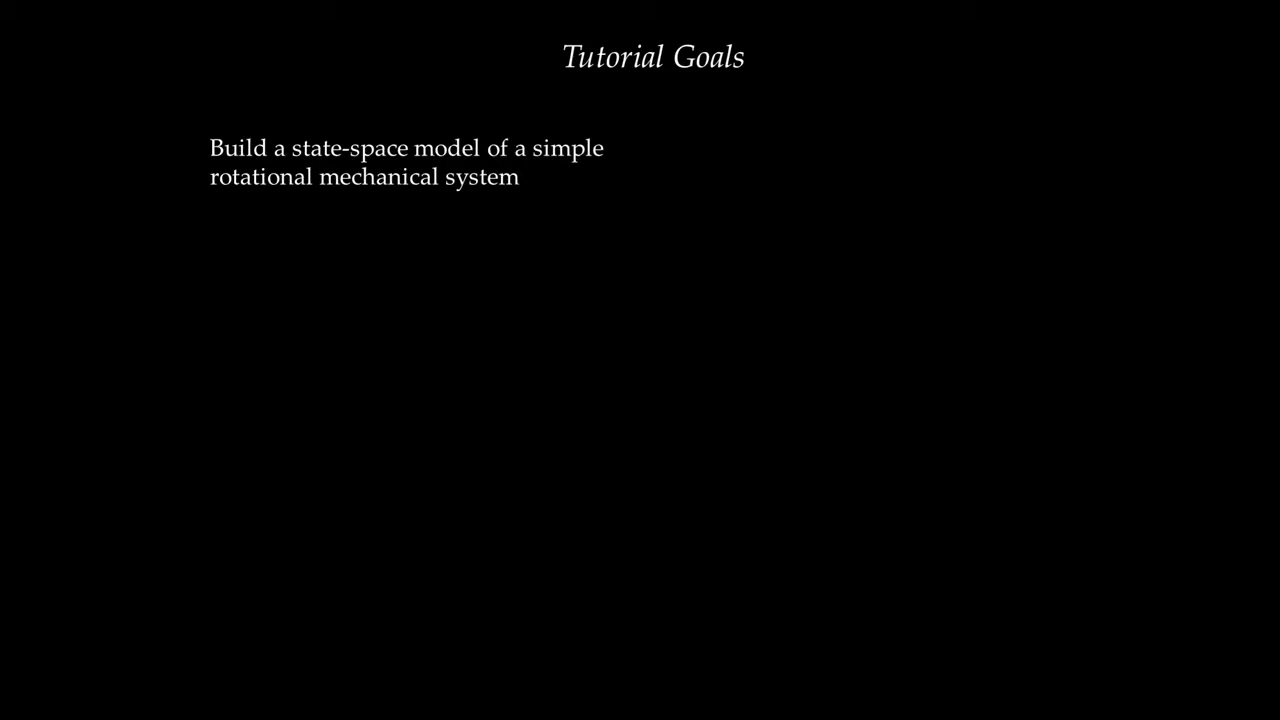 Tutorial Goals
Build a state-space model of a simple
rotational mechanical system